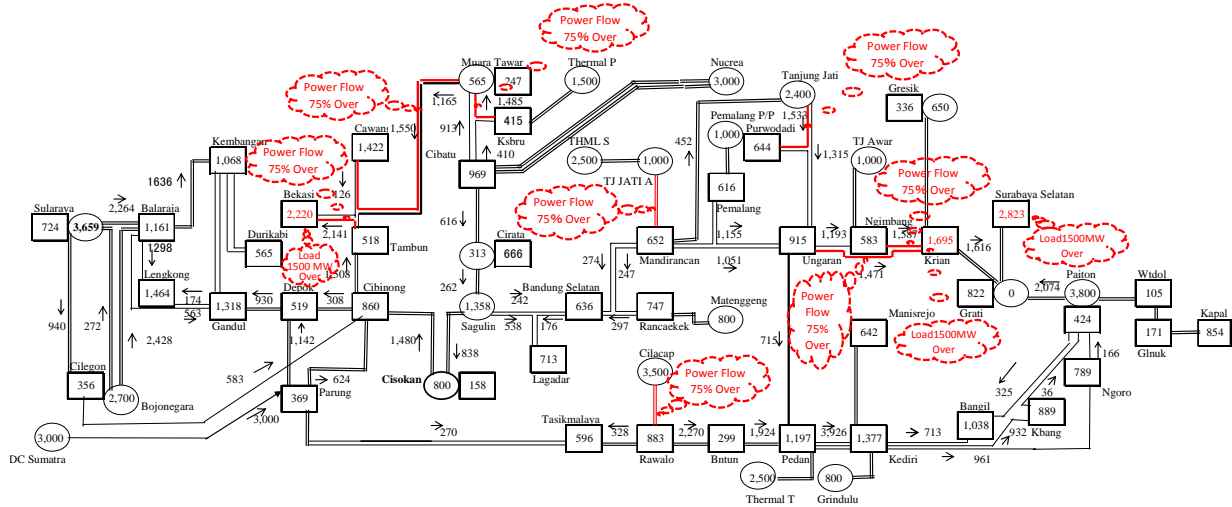 Power Flow
75% Over
Muara Tawar
Thermal P
Nucrea
Tanjung Jati
Power Flow
75% Over
Gresik
565
247
1,500
3,000
2,400
336
650
Power Flow
75% Over
1,165
1,485
1,533
Pemalang P/P
Purwodadi
1,550
913
415
Ksbru
410
Cawang
1,422
Kembangan
1,068
Power Flow
75% Over
Cibatu
969
THML S
2,500
1,000
TJ JATI A
452
1,000
644
1,315
TJ Awar
1,000
Power Flow
75% Over
616
Pemalang
Surabaya Selatan
2,823
1636
Bekasi
2,220
126
2,141
518
Tambun
Power Flow
75% Over
Sularaya
724
3,659
2,264
Balaraja
1,161
1298
Durikabi
565
Load
1500 MW
Over
1,508
616
Cirata
313
666
652
Mandirancan
1,155
1,051
915
Ungaran
1,193
Ngimbang
583
1,587
1,471
1,695
Krian
1,616
Load1500MW
Over
Lengkong
1,464
174
563
1,318
Gandul
930
Depok
519
308
Cibinong
860
262
1,358
Sagulin
242
538
Bandung Selatan
636
176
274
247
747
Rancaekek
297
Matenggeng
800
Power
Flow
75%
Over
822
Grati
0
2,074
Paiton
3,800
424
Wtdol
105
171
Glnuk
Kapal
854
940
272
2,428
1,142
1,480
838
713
Lagadar
715
Manisrejo
642
Load1500MW
Over
166
789
Ngoro
Cilegon
356
2,700
Bojonegara
583
369
Parung
624
Cisokan
800
158
Cilacap
3,500
Power Flow
75% Over
325
36
Bangil
1,038
889
Kbang
932
3,000
DC Sumatra
3,000
270
Tasikmalaya
596
328
883
Rawalo
2,270
299
Bntun
1,924
1,197
Pedan
3,926
1,377
Kediri
713
961
2,500
Thermal T
800
Grindulu